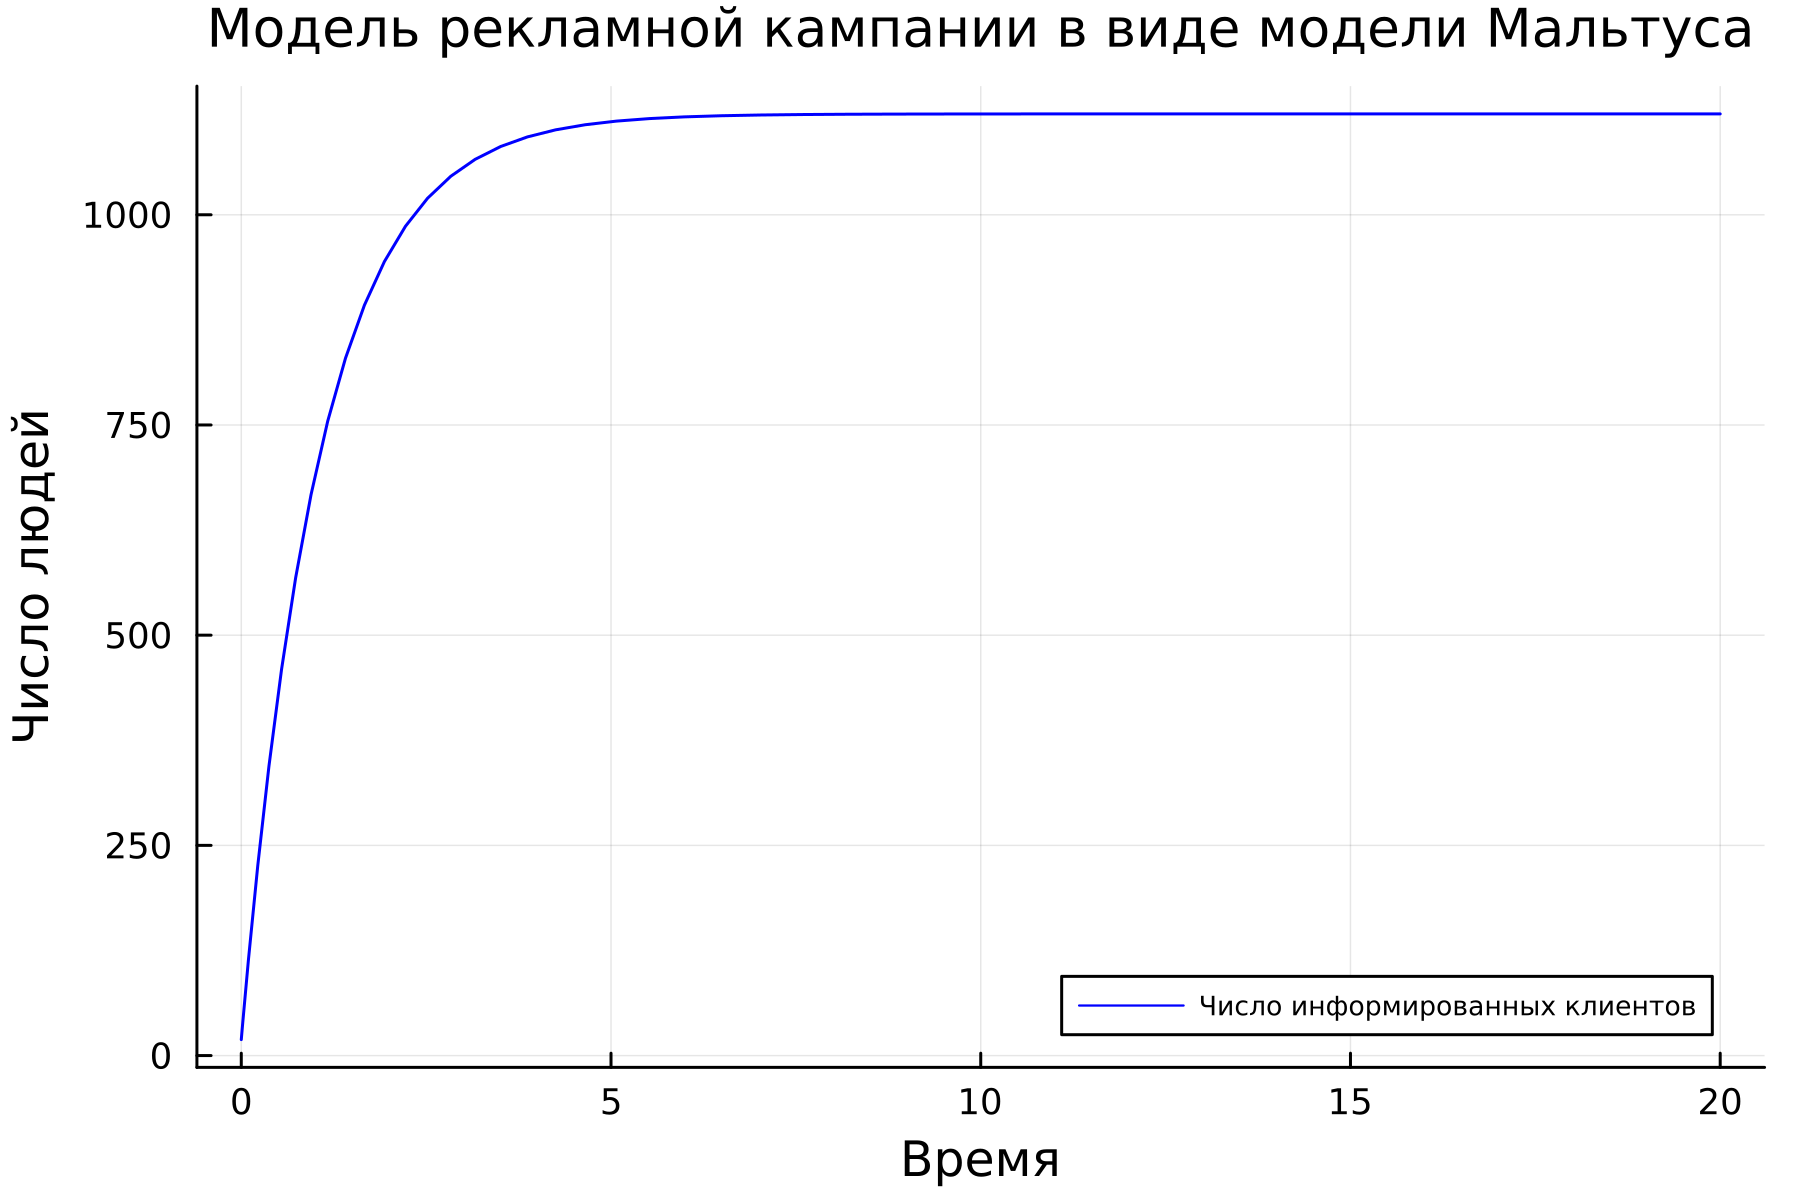 Модель рекламной кампании в виде модели Мальтуса
Число людей
1000
750
500
250
0
Число информированных клиентов
0 5 10 15 20
Время